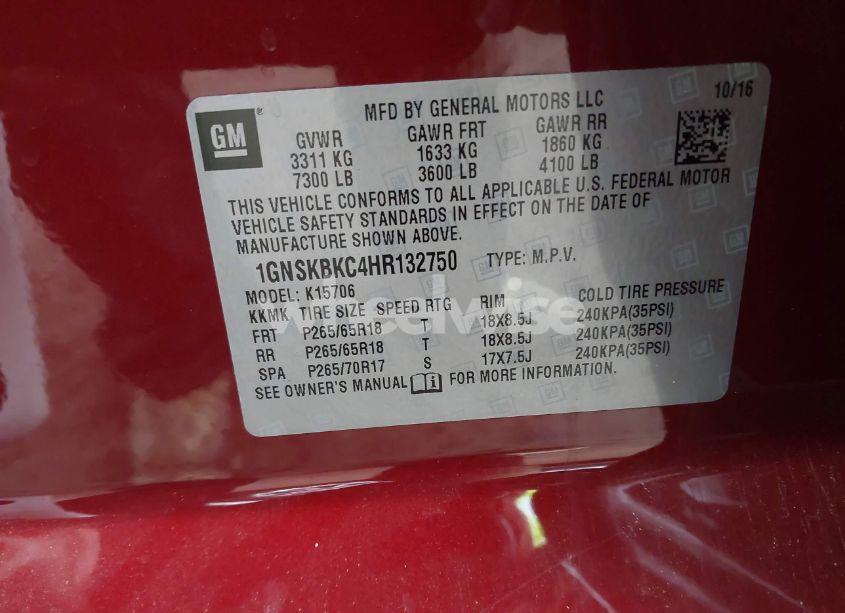 MFD BY GENERAL MOTORS LLC 10/16
GM
GVWR GAWR FRT GAWR RR
3311 KG 1633 KG 1860 KG
7300 LB 3600 LB 4100 LB
THIS VEHICLE CONFORMS TO ALL APPLICABLE U.S. FEDERAL MOTOR
VEHICLE SAFETY STANDARDS IN EFFECT ON THE DATE OF
MANUFACTURE SHOWN ABOVE.
1GNSKBKC4HR132750 TYPE: M.P.V.
MODEL: K15706
KKMK TIRE SIZE SPEED RTG RIM COLD TIRE PRESSURE
FRT P265/65R18 T 18X8.5J 240KPA(35PSI)
RR P265/65R18 T 18X8.5J 240KPA(35PSI)
SPA P265/70R17 S 17X7.5J 240KPA(35PSI)
SEE OWNER'S MANUAL FOR MORE INFORMATION.